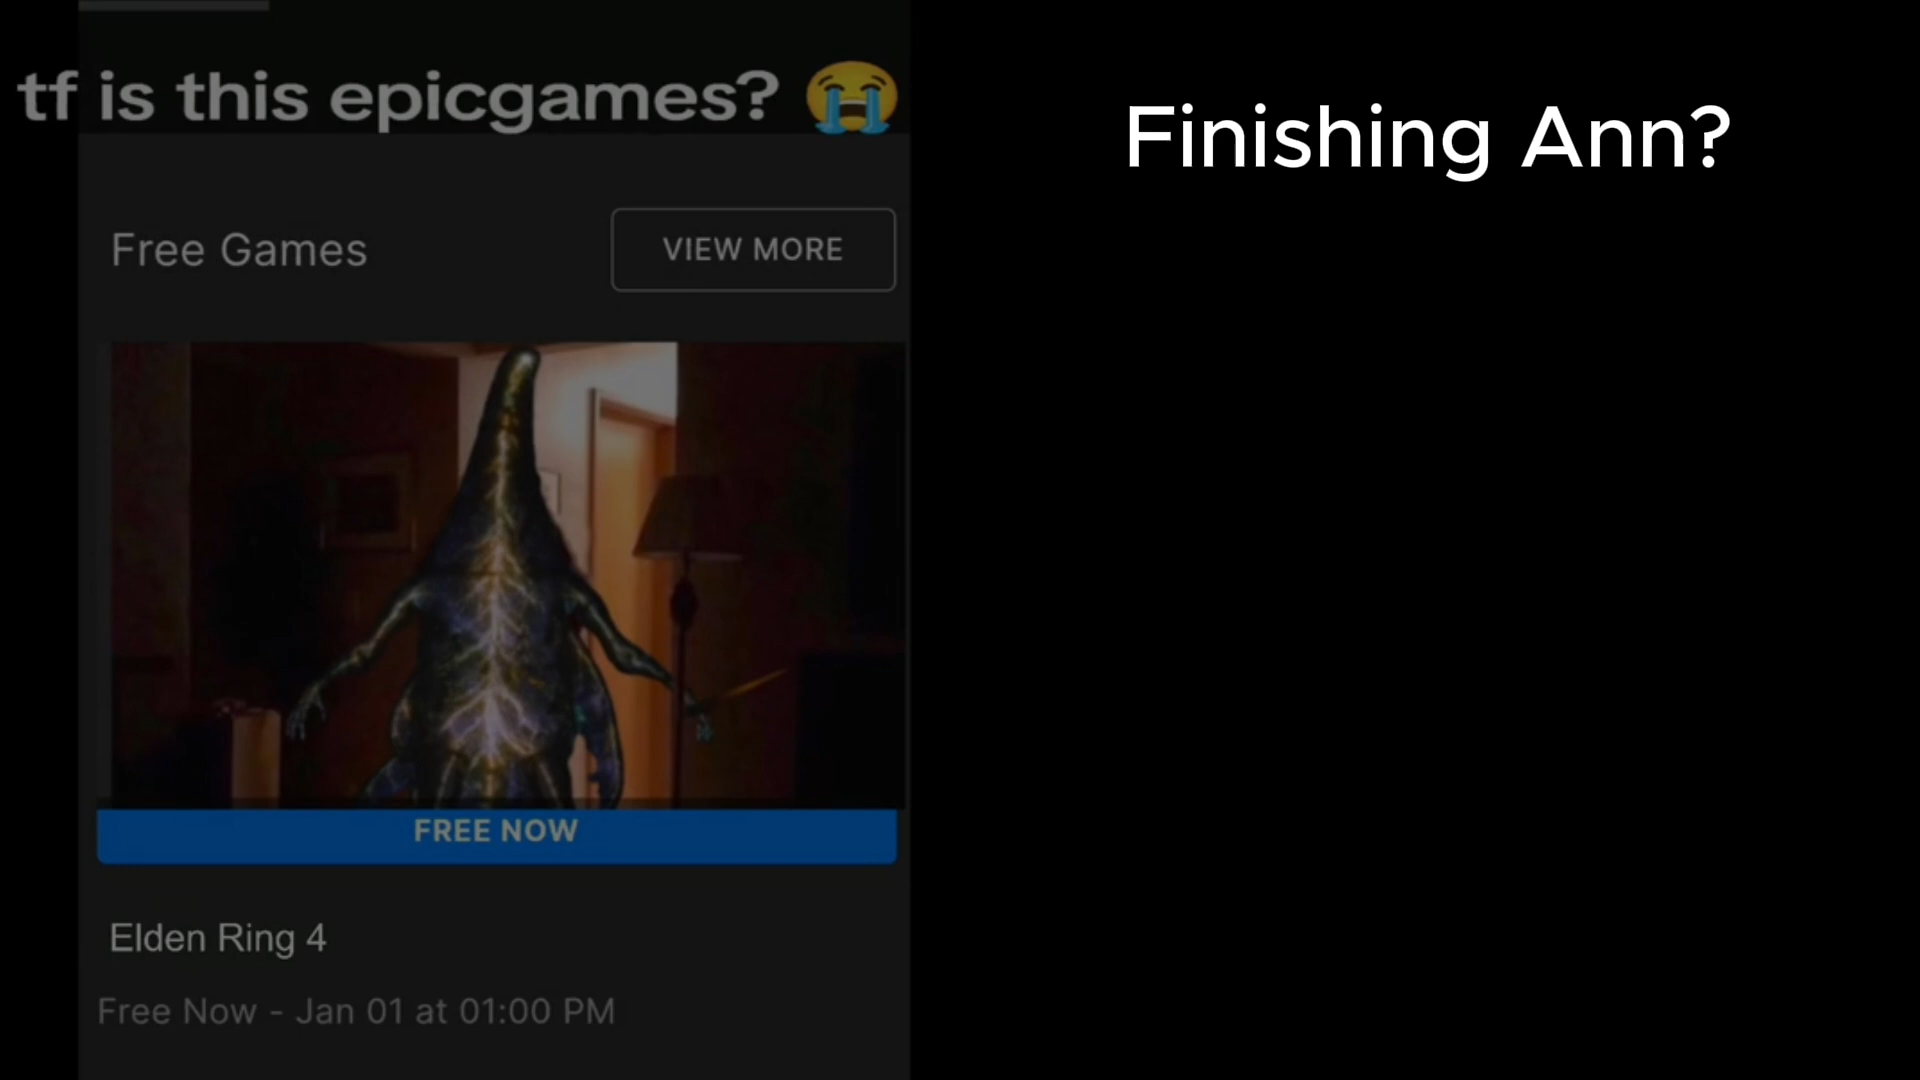 tf is this epicgames? 😭
Finishing Ann?
Free Games
VIEW MORE
FREE NOW
Elden Ring 4
Free Now - Jan 01 at 01:00 PM